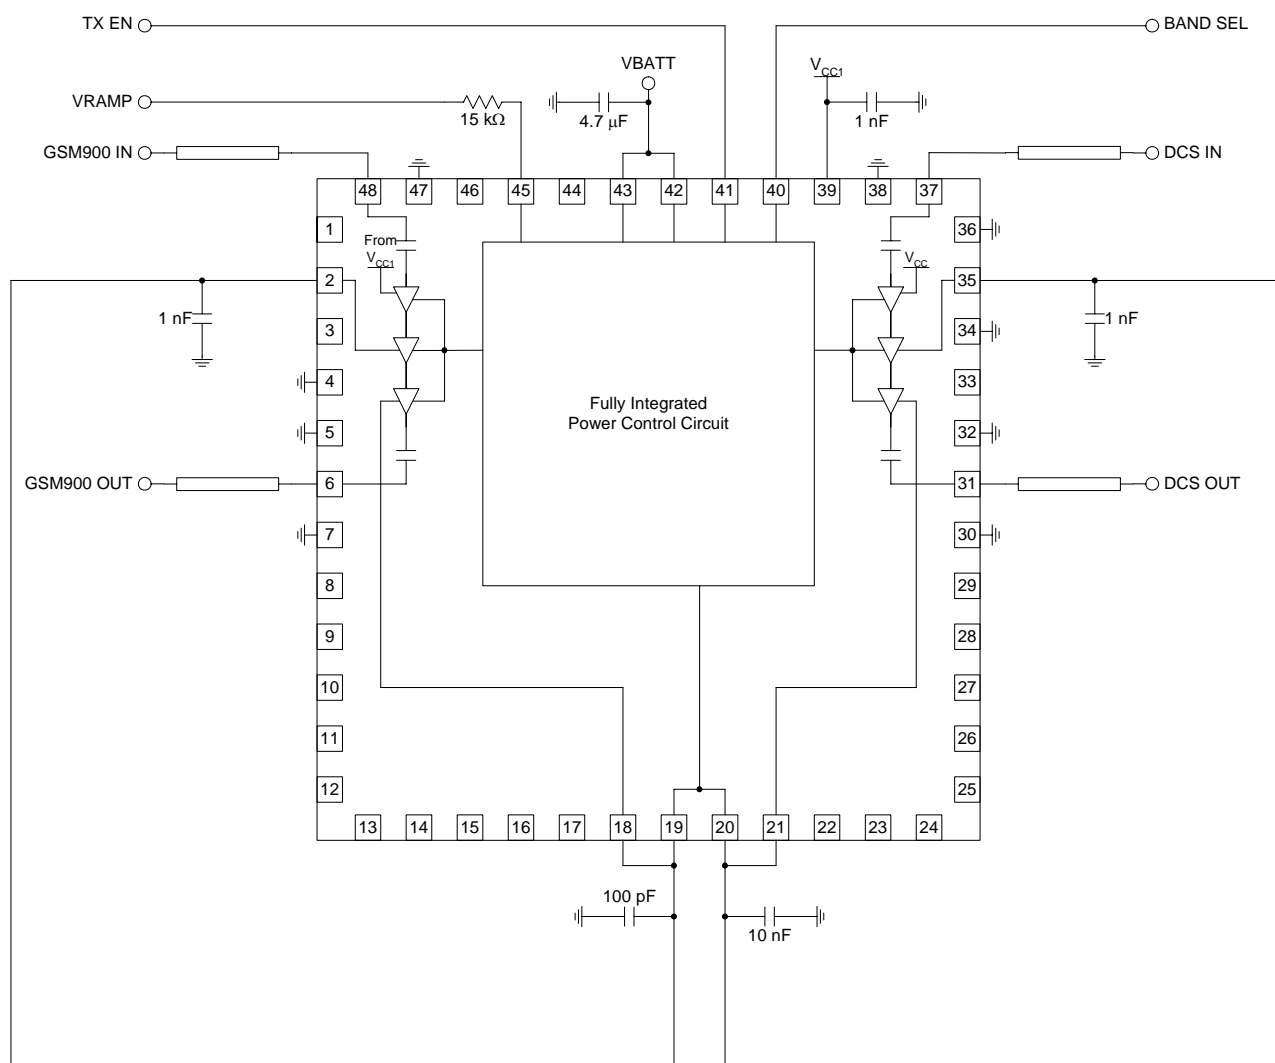 TX EN
BAND SEL
VBATT
VCC1
VRAMP
15 kΩ
4.7 μF
1 nF
GSM900 IN
DCS IN
48
47
46
45
44
43
42
41
40
39
38
37
1
36
From
VCC1
VCC
2
35
1 nF
1 nF
3
34
4
33
Fully Integrated
Power Control Circuit
5
32
GSM900 OUT
6
31
DCS OUT
7
30
8
29
9
28
10
27
11
26
12
25
13
14
15
16
17
18
19
20
21
22
23
24
100 pF
10 nF